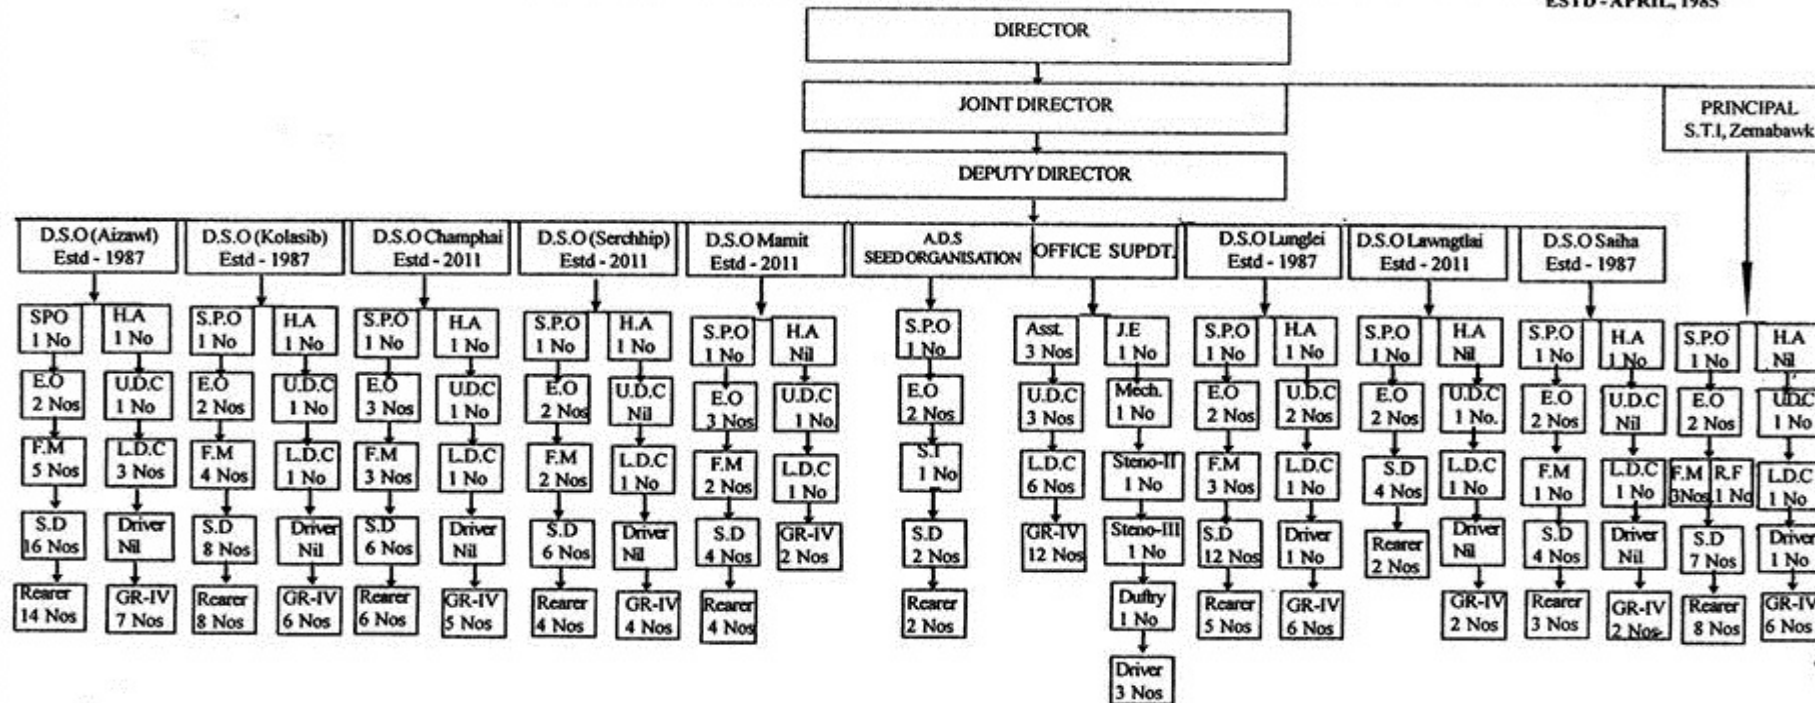 ESTD - APRIL, 1985
DIRECTOR
JOINT DIRECTOR
PRINCIPAL
S.T.I, Zemabawk
DEPUTY DIRECTOR
D.S.O (Aizawl)
Estd - 1987
SPO
1 No
E.O
2 Nos
F.M
5 Nos
S.D
16 Nos
Rearer
14 Nos
H.A
1 No
U.D.C
1 No
L.D.C
3 Nos
Driver
Nil
GR-IV
7 Nos
D.S.O (Kolasib)
Estd - 1987
S.P.O
1 No
E.O
2 Nos
F.M
4 Nos
S.D
8 Nos
Rearer
8 Nos
H.A
1 No
U.D.C
1 No
L.D.C
1 No
Driver
Nil
GR-IV
6 Nos
D.S.O Champhai
Estd - 2011
S.P.O
1 No
E.O
3 Nos
F.M
3 Nos
S.D
6 Nos
Rearer
6 Nos
H.A
1 No
U.D.C
1 No
L.D.C
1 No
Driver
Nil
GR-IV
5 Nos
D.S.O (Serchhip)
Estd - 2011
S.P.O
1 No
E.O
2 Nos
F.M
2 Nos
S.D
6 Nos
Rearer
4 Nos
H.A
1 No
U.D.C
Nil
L.D.C
1 No
Driver
Nil
GR-IV
4 Nos
D.S.O Mamit
Estd - 2011
S.P.O
1 No
E.O
3 Nos
F.M
2 Nos
S.D
4 Nos
Rearer
4 Nos
H.A
Nil
U.D.C
1 No
L.D.C
1 No
GR-IV
2 Nos
A.D.S
SEED ORGANISATION
S.P.O
1 No
E.O
2 Nos
S.I
1 No
S.D
2 Nos
Rearer
2 Nos
OFFICE SUPDT.
Asst.
3 Nos
U.D.C
3 Nos
L.D.C
6 Nos
GR-IV
12 Nos
J.E
1 No
Mech.
1 No
Steno-II
1 No
Steno-III
1 No
Duftry
1 No
Driver
3 Nos
D.S.O Lunglei
Estd - 1987
S.P.O
1 No
E.O
2 Nos
F.M
3 Nos
S.D
12 Nos
Rearer
5 Nos
H.A
1 No
U.D.C
2 Nos
L.D.C
1 No
Driver
1 No
GR-IV
6 Nos
D.S.O Lawngtlai
Estd - 2011
S.P.O
1 No
E.O
2 Nos
S.D
4 Nos
Rearer
2 Nos
H.A
Nil
U.D.C
1 No.
L.D.C
1 No
Driver
Nil
GR-IV
2 Nos
D.S.O Saiha
Estd - 1987
S.P.O
1 No
E.O
2 Nos
F.M
1 No
S.D
4 Nos
Rearer
3 Nos
H.A
1 No
U.D.C
Nil
L.D.C
1 No
Driver
Nil
GR-IV
2 Nos
S.P.O
1 No
E.O
2 Nos
F.M
3Nos
R.F
1 No
S.D
7 Nos
Rearer
8 Nos
H.A
Nil
U.D.C
1 No
L.D.C
1 No
Driver
1 No
GR-IV
6 Nos